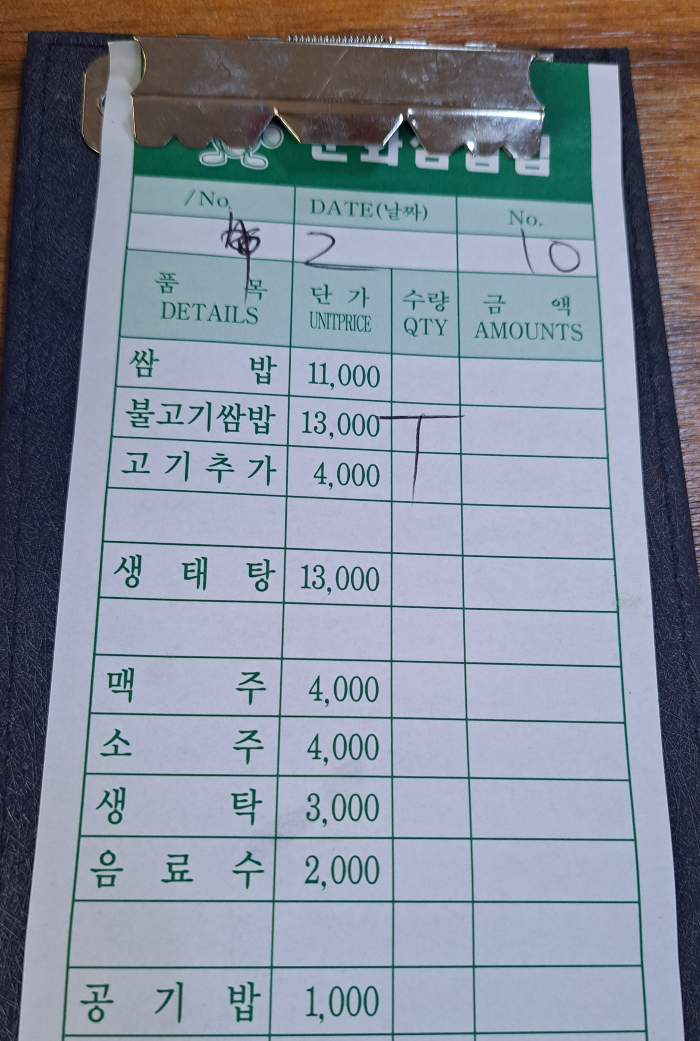 /No. DATE(날짜) No.
2 10
품 목 단 가 수량 금 액
DETAILS UNITPRICE QTY AMOUNTS
쌈 밥 11,000
불고기쌈밥 13,000
고기추가 4,000
생 태 탕 13,000
맥 주 4,000
소 주 4,000
생 탁 3,000
음 료 수 2,000
공 기 밥 1,000